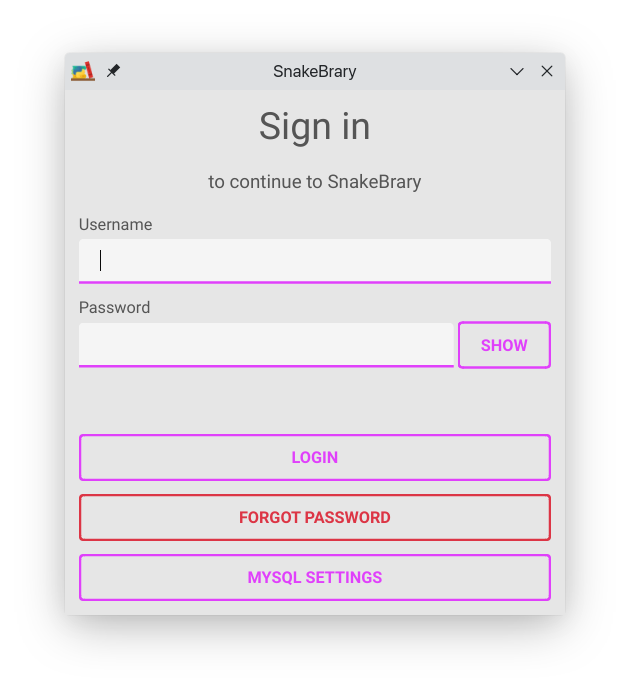 SnakeBrary
Sign in
to continue to SnakeBrary
Username
Password
SHOW
LOGIN
FORGOT PASSWORD
MYSQL SETTINGS